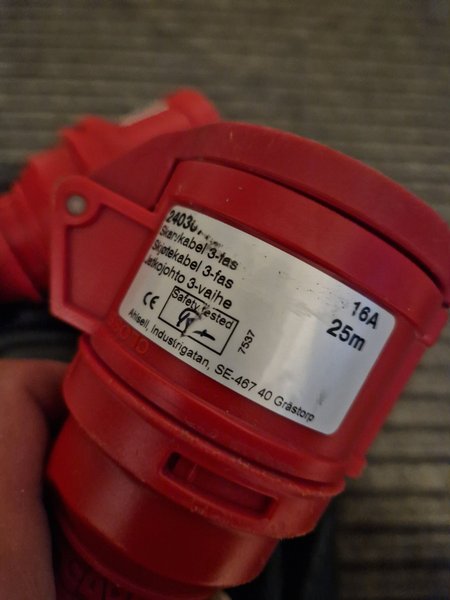 Skarvkabel 3-fas
Skjøtekabel 3-fas
Jatkojohto 3-vaihe
16A
25m
CE
Safety tested
7537
Ahlsell, Industrigatan, SE-467 40 Grästorp